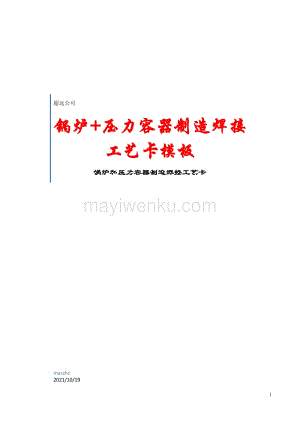 超远公司
锅炉+压力容器制造焊接
工艺卡模板
锅炉和压力容器制造焊接工艺卡
mayiwenku.com
maszhc
2021/10/19
1